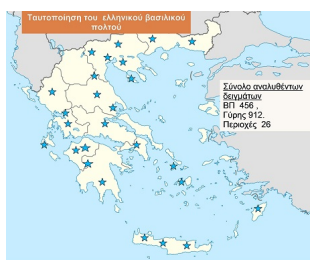 Ταυτοποίηση του ελληνικού βασιλικού
πολτού
Σύνολο αναλυθέντων
δειγμάτων
ΒΠ 456 ,
Γύρης 912.
Περιοχές 26